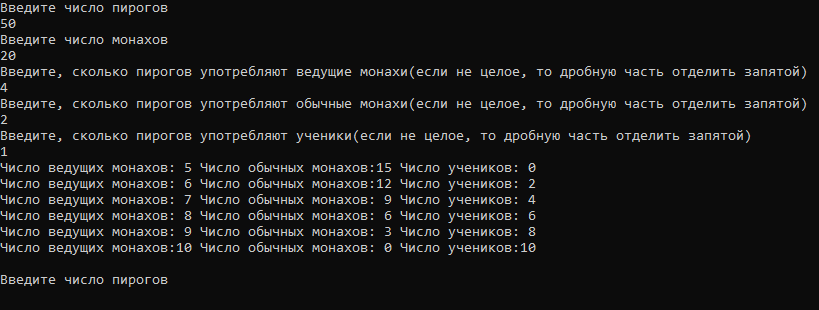 Введите число пирогов
50
Введите число монахов
20
Введите, сколько пирогов употребляют ведущие монахи(если не целое, то дробную часть отделить запятой)
4
Введите, сколько пирогов употребляют обычные монахи(если не целое, то дробную часть отделить запятой)
2
Введите, сколько пирогов употребляют ученики(если не целое, то дробную часть отделить запятой)
1
Число ведущих монахов: 5 Число обычных монахов:15 Число учеников: 0
Число ведущих монахов: 6 Число обычных монахов:12 Число учеников: 2
Число ведущих монахов: 7 Число обычных монахов: 9 Число учеников: 4
Число ведущих монахов: 8 Число обычных монахов: 6 Число учеников: 6
Число ведущих монахов: 9 Число обычных монахов: 3 Число учеников: 8
Число ведущих монахов:10 Число обычных монахов: 0 Число учеников:10
Введите число пирогов